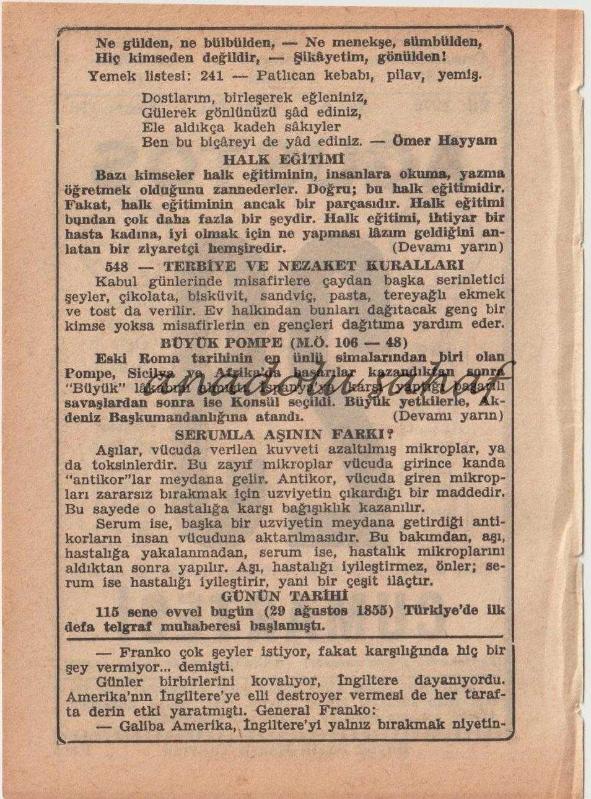 Ne gülden, ne bülbülden, — Ne menekşe, sümbülden,
Hiç kimseden değildir, — Şikâyetim, gönülden!
Yemek listesi: 241 — Patlıcan kebabı, pilav, yemiş.
Dostlarım, birleşerek eğleniniz,
Gülerek gönlünüzü şâd ediniz,
Ele aldıkça kadeh sâkıyler
Ben bu biçâreyi de yâd ediniz. — Ömer Hayyam
HALK EĞİTİMİ
Bazı kimseler halk eğitiminin, insanlara okuma, yazma
öğretmek olduğunu zannederler. Doğru; bu halk eğitimidir.
Fakat, halk eğitiminin ancak bir parçasıdır. Halk eğitimi
bundan çok daha fazla bir şeydir. Halk eğitimi, ihtiyar bir
hasta kadına, iyi olmak için ne yapması lâzım geldiğini an-
latan bir ziyaretçi hemşiredir. (Devamı yarın)
548 — TERBİYE VE NEZAKET KURALLARI
Kabul günlerinde misafirlere çaydan başka serinletici
şeyler, çikolata, bisküvit, sandviç, pasta, tereyağlı ekmek
ve tost da verilir. Ev halkından bunları dağıtacak genç bir
kimse yoksa misafirlerin en gençleri dağıtıma yardım eder.
BÜYÜK POMPE (M.Ö. 106 — 48)
Eski Roma tarihinin en ünlü simalarından biri olan
Pompe, Sicilya ve Afrika'da başarılar kazandıktan sonra
"Büyük" lâkabını karşı yaptığı başarılı
savaşlardan sonra ise Konsül seçildi. Büyük yetkilerle, Ak-
deniz Başkumandanlığına atandı. (Devamı yarın)
anadolu sahaf
SERUMLA AŞININ FARKI?
Aşılar, vücuda verilen kuvveti azaltılmış mikroplar, ya
da toksinlerdir. Bu zayıf mikroplar vücuda girince kanda
"antikor"lar meydana gelir. Antikor, vücuda giren mikrop-
ları zararsız bırakmak için uzviyetin çıkardığı bir maddedir.
Bu sayede o hastalığa karşı bağışıklık kazanılır.
Serum ise, başka bir uzviyetin meydana getirdiği anti-
korların insan vücuduna aktarılmasıdır. Bu bakımdan, aşı,
hastalığa yakalanmadan, serum ise, hastalık mikroplarını
aldıktan sonra yapılır. Aşı, hastalığı iyileştirmez, önler; se-
rum ise hastalığı iyileştirir, yani bir çeşit ilâçtır.
GÜNÜN TARİHİ
115 sene evvel bugün (29 ağustos 1855) Türkiye'de ilk
defa telgraf muhaberesi başlamıştı.
— Franko çok şeyler istiyor, fakat karşılığında hiç bir
şey vermiyor... demişti.
Günler birbirlerini kovalıyor, İngiltere dayanıyordu.
Amerika'nın İngiltere'ye elli destroyer vermesi de her taraf-
ta derin etki yaratmıştı. General Franko:
— Galiba Amerika, İngiltere'yi yalnız bırakmak niyetin-